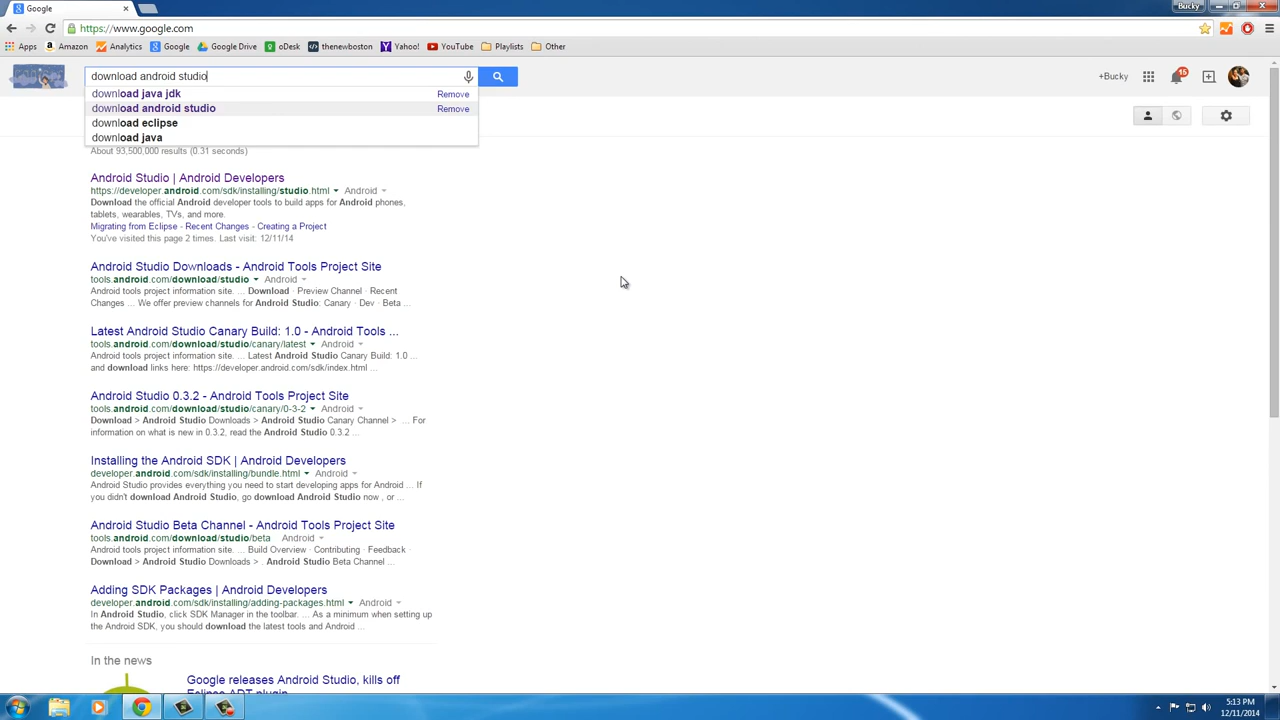 Google
Bucky
https://www.google.com
Apps Amazon Analytics Google Google Drive oDesk thenewboston Yahoo! YouTube Playlists Other
download android studio
+Bucky 15
download java jdk Remove
download android studio Remove
download eclipse
download java
About 93,500,000 results (0.31 seconds)
Android Studio | Android Developers
https://developer.android.com/sdk/installing/studio.html Android
Download the official Android developer tools to build apps for Android phones,
tablets, wearables, TVs, and more.
Migrating from Eclipse - Recent Changes - Creating a Project
You've visited this page 2 times. Last visit: 12/11/14
Android Studio Downloads - Android Tools Project Site
tools.android.com/download/studio Android
Android tools project information site. ... Download · Preview Channel · Recent
Changes ... We offer preview channels for Android Studio: Canary · Dev · Beta ...
Latest Android Studio Canary Build: 1.0 - Android Tools ...
tools.android.com/download/studio/canary/latest Android
Android tools project information site. ... Latest Android Studio Canary Build: 1.0 ...
and download links here: https://developer.android.com/sdk/index.html ...
Android Studio 0.3.2 - Android Tools Project Site
tools.android.com/download/studio/canary/0-3-2 Android
Download > Android Studio Downloads > Android Studio Canary Channel > ... For
information on what is new in 0.3.2, read the Android Studio 0.3.2 ...
Installing the Android SDK | Android Developers
developer.android.com/sdk/installing/bundle.html Android
Android Studio provides everything you need to start developing apps for Android ... If
you didn't download Android Studio, go download Android Studio now , or ...
Android Studio Beta Channel - Android Tools Project Site
tools.android.com/download/studio/beta Android
Android tools project information site. ... Build Overview · Contributing · Feedback ·
Download > Android Studio Downloads > . Android Studio Beta Channel ...
Adding SDK Packages | Android Developers
developer.android.com/sdk/installing/adding-packages.html Android
In Android Studio, click SDK Manager in the toolbar. ... As a minimum when setting up
the Android SDK, you should download the latest tools and Android ...
In the news
Google releases Android Studio, kills off
Eclipse ADT plugin
5:13 PM
12/11/2014